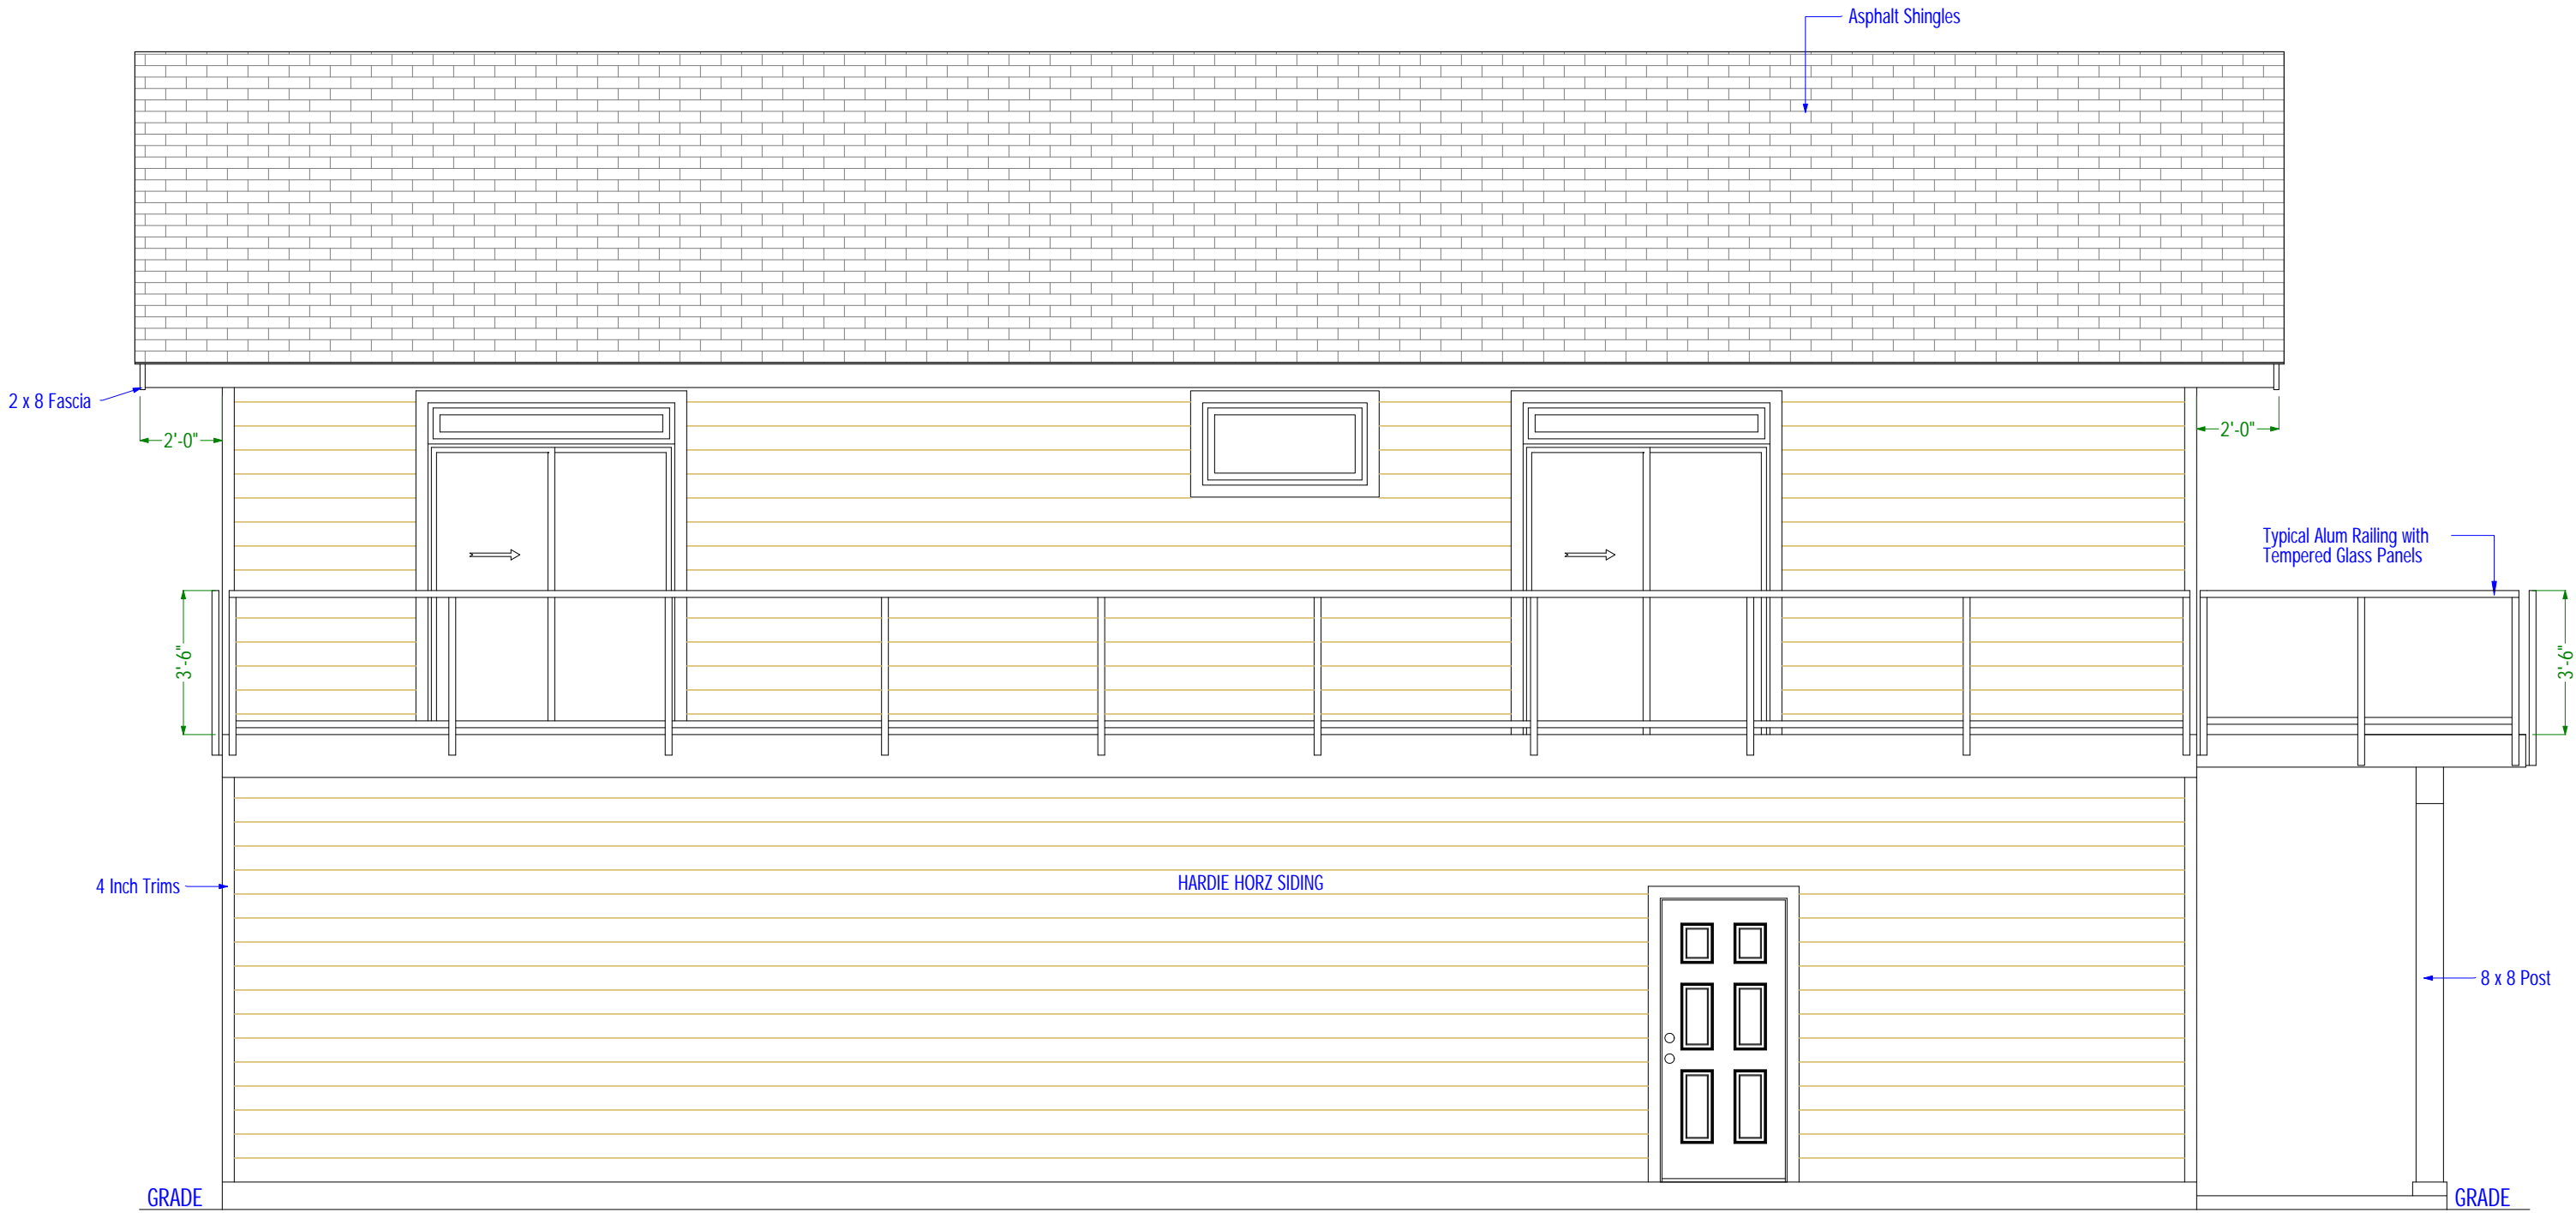 Asphalt Shingles
2 x 8 Fascia
2'-0"
2'-0"
Typical Alum Railing with
Tempered Glass Panels
3'-6"
3'-6"
4 Inch Trims
HARDIE HORZ SIDING
8 x 8 Post
GRADE
GRADE